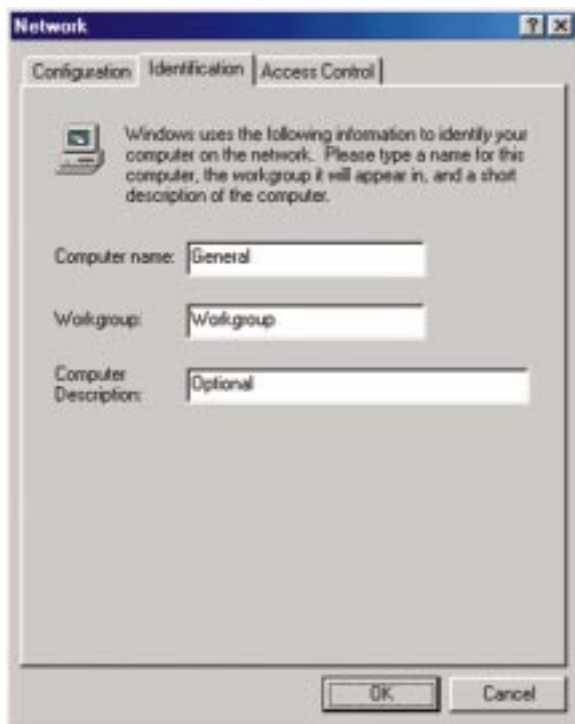 Network
Configuration Identification Access Control
Windows uses the following information to identify your
computer on the network. Please type a name for this
computer, the workgroup it will appear in, and a short
description of the computer.
Computer name: General
Workgroup: Workgroup
Computer
Description: Optional
OK Cancel